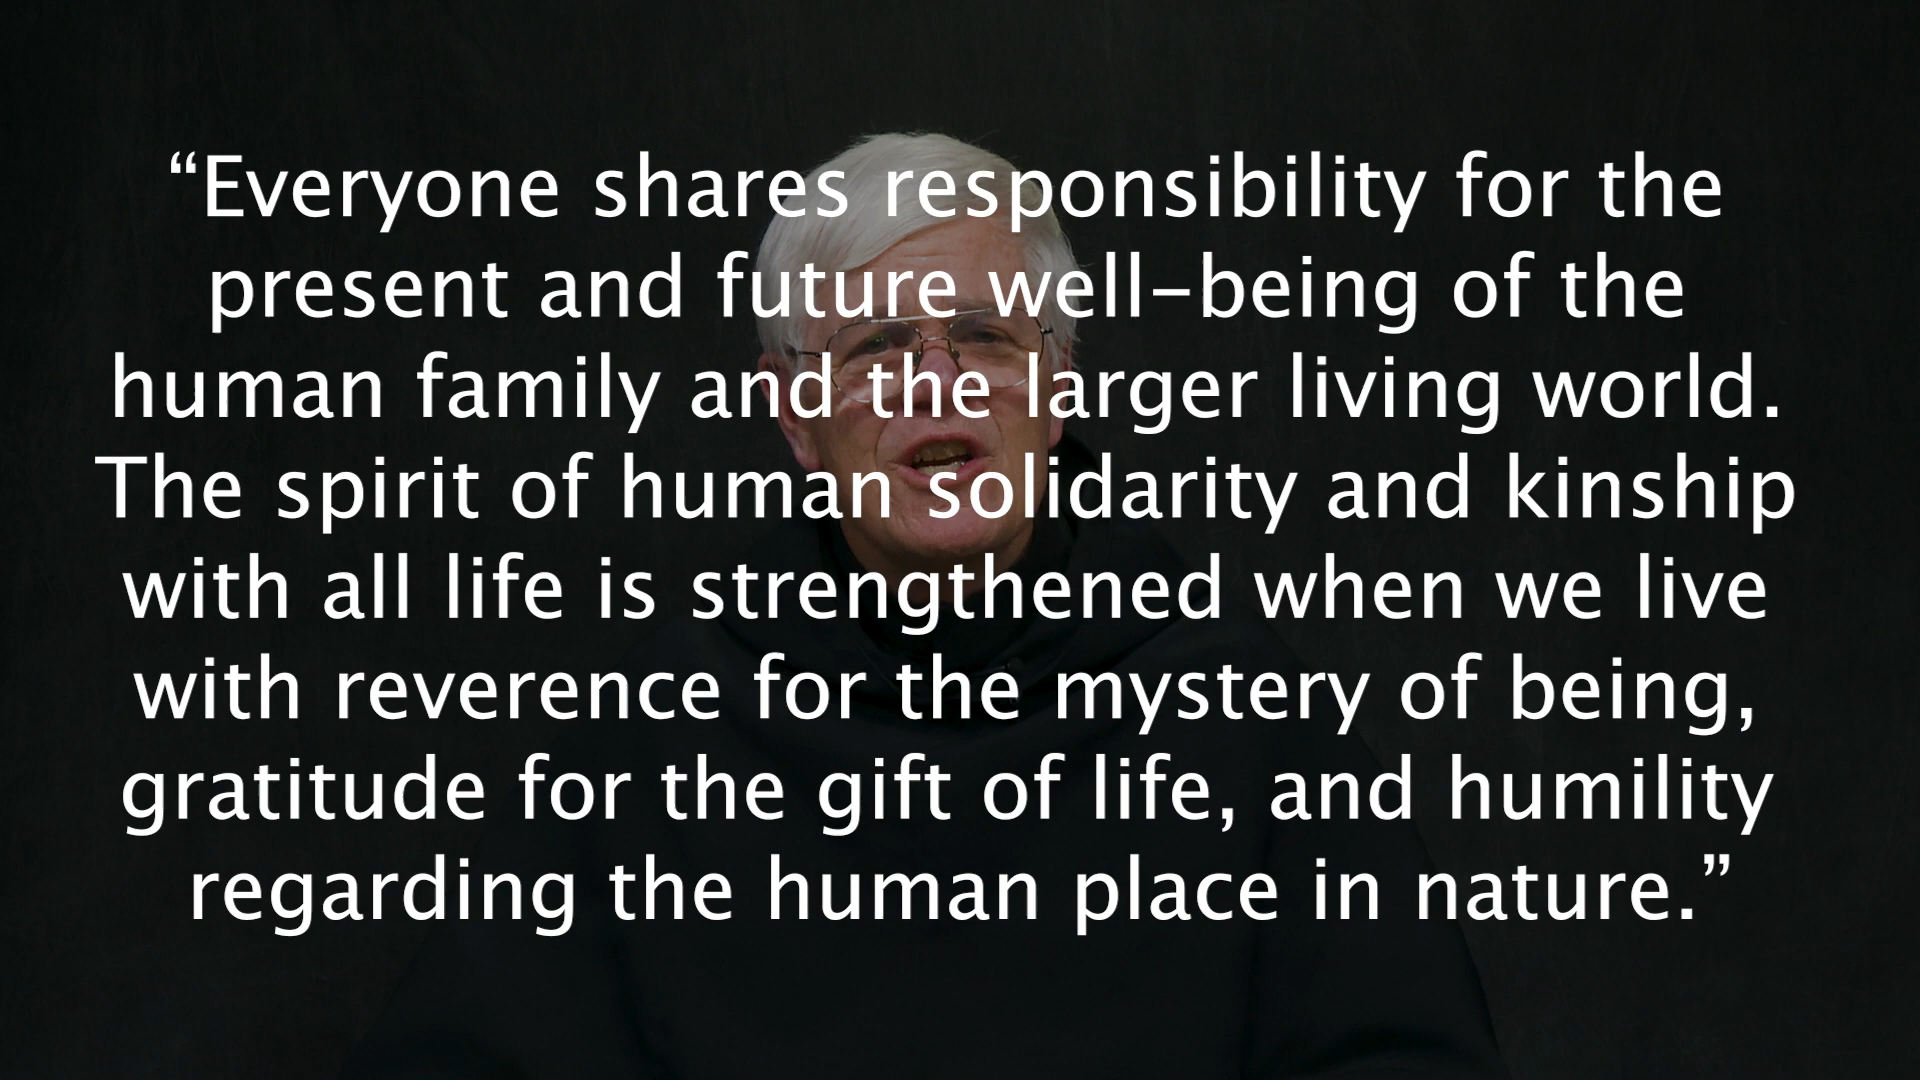 “Everyone shares responsibility for the
present and future well-being of the
human family and the larger living world.
The spirit of human solidarity and kinship
with all life is strengthened when we live
with reverence for the mystery of being,
gratitude for the gift of life, and humility
regarding the human place in nature.”